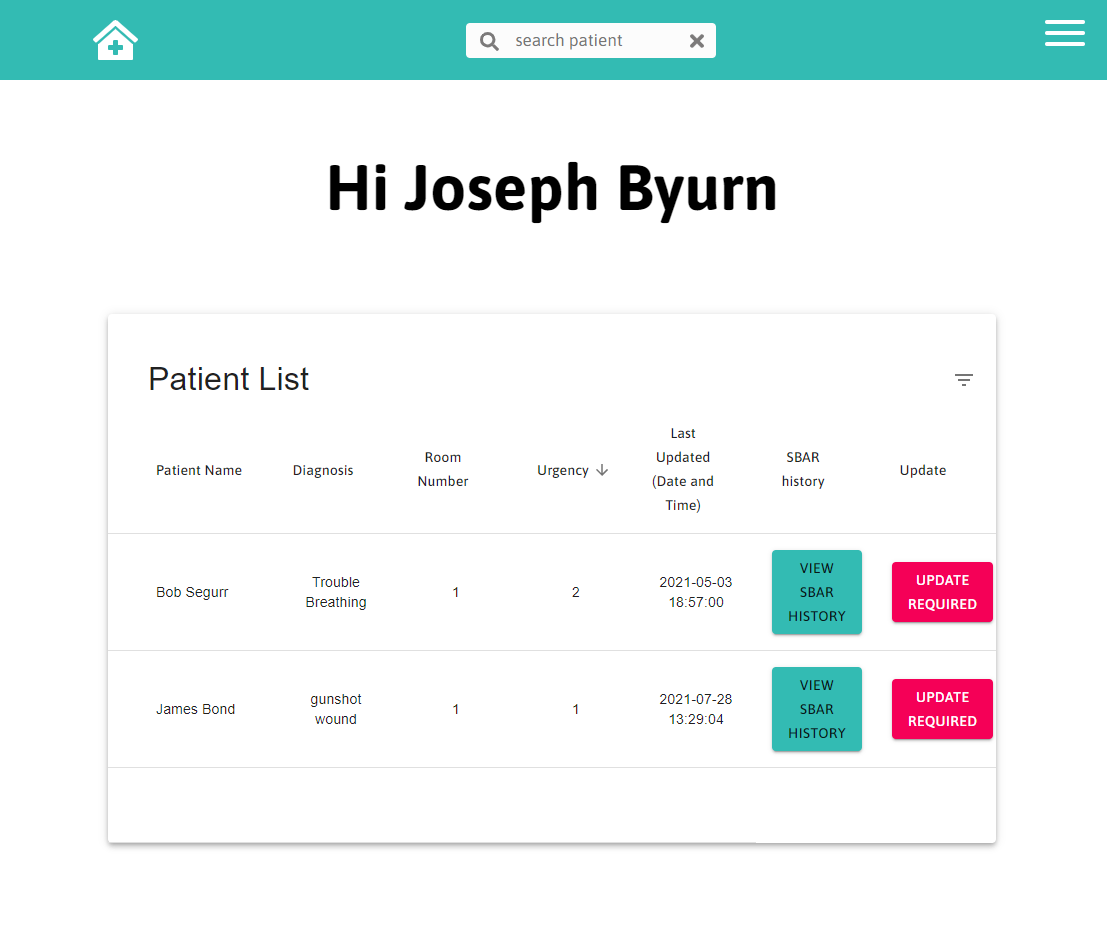 search patient
Hi Joseph Byurn
Patient List
Patient Name
Diagnosis
Room
Number
Urgency
Last
Updated
(Date and
Time)
SBAR
history
Update
Bob Segurr
Trouble
Breathing
1
2
2021-05-03
18:57:00
VIEW
SBAR
HISTORY
UPDATE
REQUIRED
James Bond
gunshot
wound
1
1
2021-07-28
13:29:04
VIEW
SBAR
HISTORY
UPDATE
REQUIRED